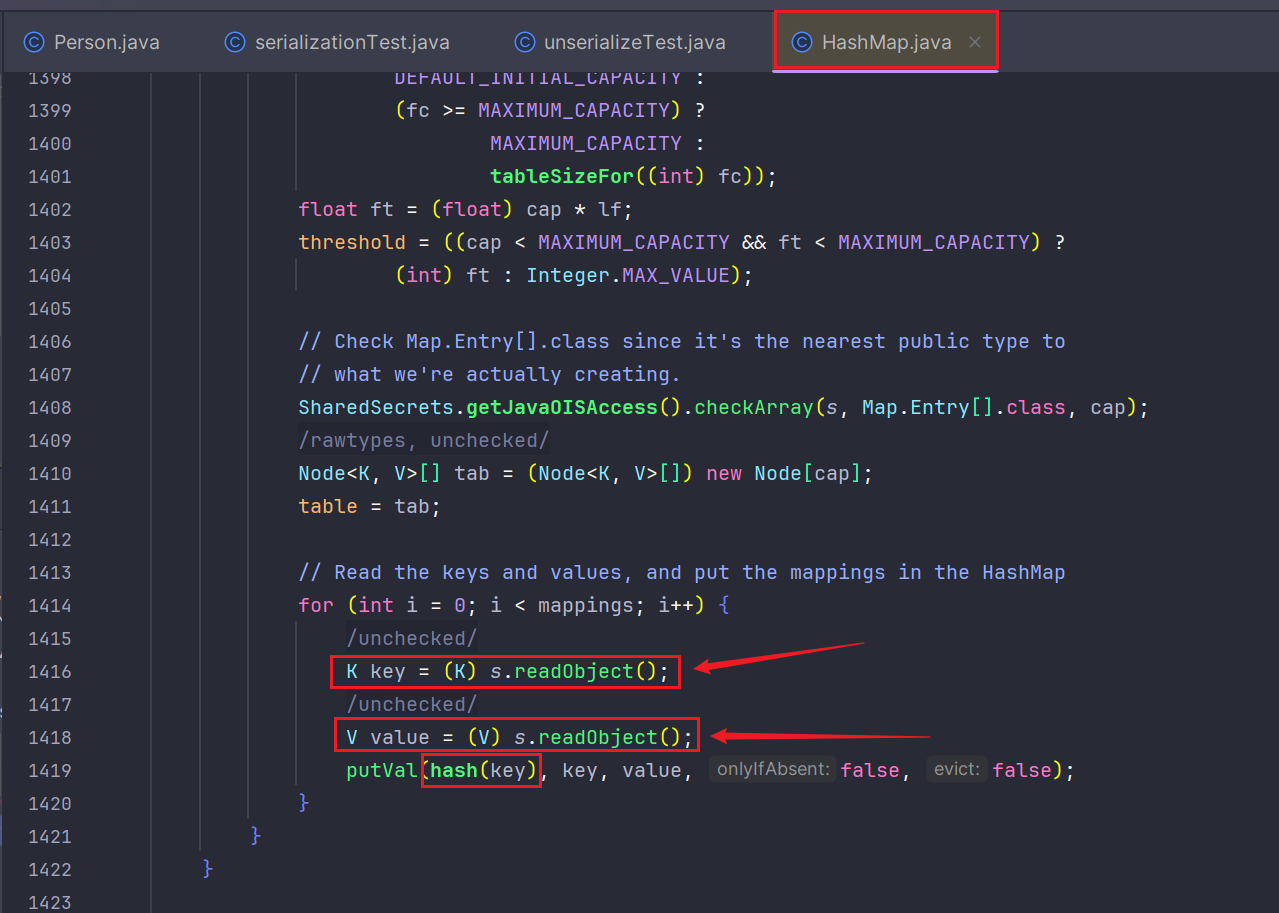 Person.java serializationTest.java unserializeTest.java HashMap.java
1398 DEFAULT_INITIAL_CAPACITY :
1399 (fc >= MAXIMUM_CAPACITY) ?
1400 MAXIMUM_CAPACITY :
1401 tableSizeFor((int) fc));
1402 float ft = (float) cap * lf;
1403 threshold = ((cap < MAXIMUM_CAPACITY && ft < MAXIMUM_CAPACITY) ?
1404 (int) ft : Integer.MAX_VALUE);
1405
1406 // Check Map.Entry[].class since it's the nearest public type to
1407 // what we're actually creating.
1408 SharedSecrets.getJavaOISAccess().checkArray(s, Map.Entry[].class, cap);
1409 /rawtypes, unchecked/
1410 Node<K, V>[] tab = (Node<K, V>[]) new Node[cap];
1411 table = tab;
1412
1413 // Read the keys and values, and put the mappings in the HashMap
1414 for (int i = 0; i < mappings; i++) {
1415 /unchecked/
1416 K key = (K) s.readObject();
1417 /unchecked/
1418 V value = (V) s.readObject();
1419 putVal(hash(key), key, value, onlyIfAbsent: false, evict: false);
1420 }
1421 }
1422 }
1423